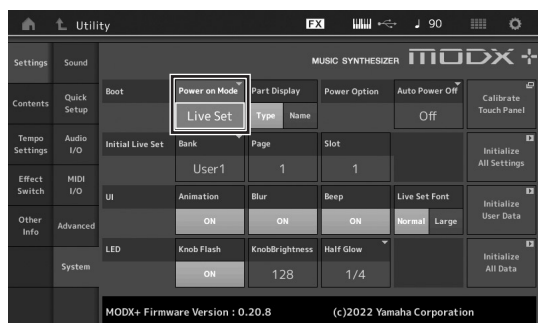 Utility
FX
90
Settings
Sound
MUSIC SYNTHESIZER MODX+
Contents
Quick
Setup
Boot
Power on Mode
Live Set
Part Display
Type Name
Power Option
Auto Power Off
Off
Calibrate
Touch Panel
Tempo
Settings
Audio
I/O
Initial Live Set
Bank
User1
Page
1
Slot
1
Initialize
All Settings
Effect
Switch
MIDI
I/O
UI
Animation
ON
Blur
ON
Beep
ON
Live Set Font
Normal Large
Initialize
User Data
Other
Info
Advanced
System
LED
Knob Flash
ON
KnobBrightness
128
Half Glow
1/4
Initialize
All Data
MODX+ Firmware Version : 0.20.8 (c)2022 Yamaha Corporation